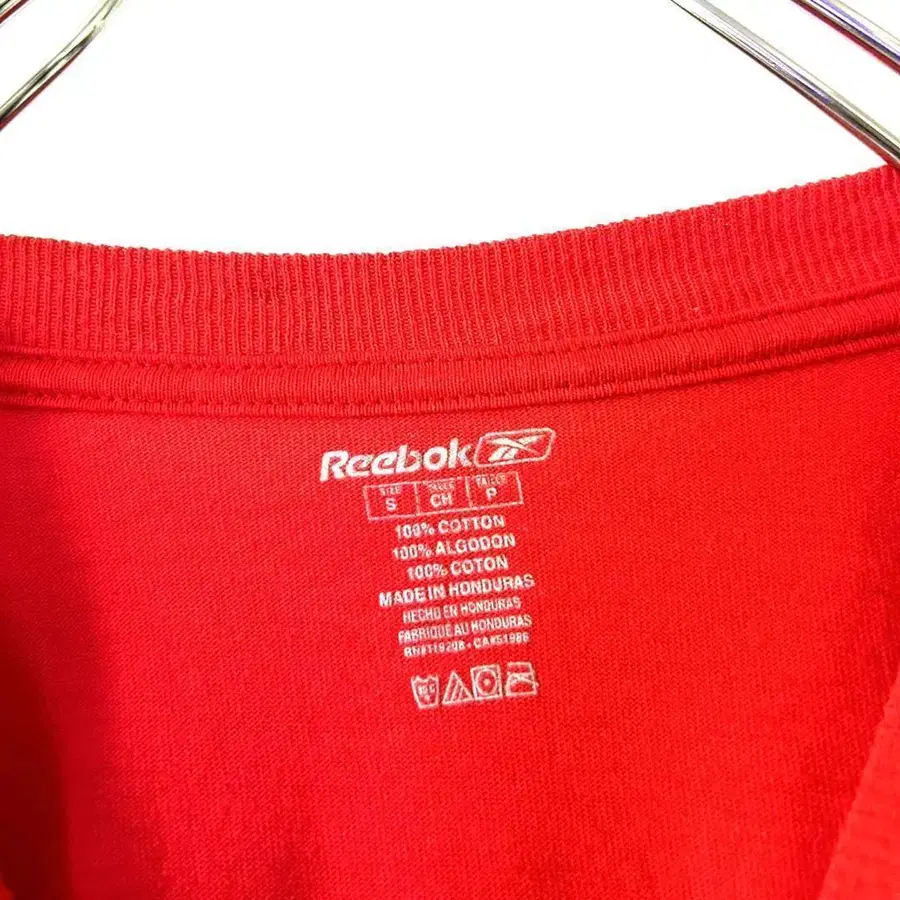 Reebok
SIZE TALLA TAILLE
S CH P
100% COTTON
100% ALGODON
100% COTON
MADE IN HONDURAS
HECHO EN HONDURAS
FABRIQUÉ AU HONDURAS
RN#119208 - CA#51986